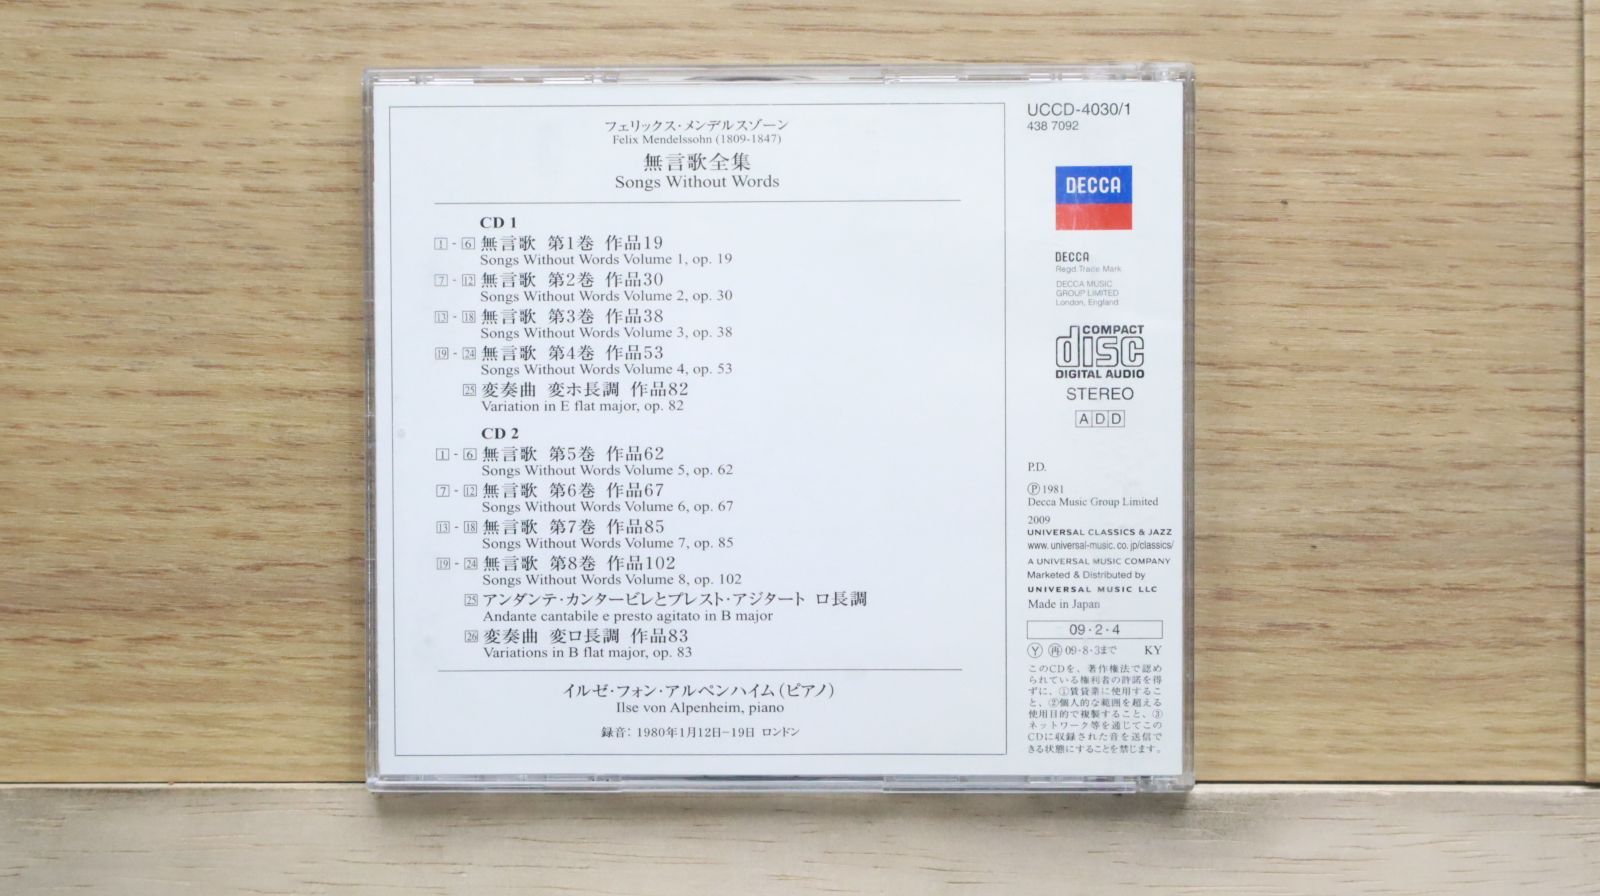 フェリックス・メンデルスゾーン
Felix Mendelssohn (1809-1847)
無言歌全集
Songs Without Words
CD 1
1 - 6 無言歌 第1巻 作品19
Songs Without Words Volume 1, op. 19
7 - 12 無言歌 第2巻 作品30
Songs Without Words Volume 2, op. 30
13 - 18 無言歌 第3巻 作品38
Songs Without Words Volume 3, op. 38
19 - 24 無言歌 第4巻 作品53
Songs Without Words Volume 4, op. 53
25 変奏曲 変ホ長調 作品82
Variation in E flat major, op. 82
CD 2
1 - 6 無言歌 第5巻 作品62
Songs Without Words Volume 5, op. 62
7 - 12 無言歌 第6巻 作品67
Songs Without Words Volume 6, op. 67
13 - 18 無言歌 第7巻 作品85
Songs Without Words Volume 7, op. 85
19 - 24 無言歌 第8巻 作品102
Songs Without Words Volume 8, op. 102
25 アンダンテ・カンタービレとプレスト・アジタート ロ長調
Andante cantabile e presto agitato in B major
26 変奏曲 変ロ長調 作品83
Variations in B flat major, op. 83
イルゼ・フォン・アルペンハイム(ピアノ)
Ilse von Alpenheim, piano
録音: 1980年1月12日-19日 ロンドン
UCCD-4030/1
438 7092
DECCA
DECCA
Regd. Trade Mark
DECCA MUSIC
GROUP LIMITED
London, England
COMPACT
disc
DIGITAL AUDIO
STEREO
ADD
P.D.
Ⓟ1981
Decca Music Group Limited
2009
UNIVERSAL CLASSICS & JAZZ
www.universal-music.co.jp/classics/
A UNIVERSAL MUSIC COMPANY
Marketed & Distributed by
UNIVERSAL MUSIC LLC
Made in Japan
09・2・4
Ⓨ 再 09・8・3まで KY
このCDを、著作権法で認め
られている権利者の許諾を得
ずに、①賃貸業に使用するこ
と、②個人的な範囲を超える
使用目的で複製すること、③
ネットワーク等を通じてこの
CDに収録された音を送信で
きる状態にすることを禁じます。